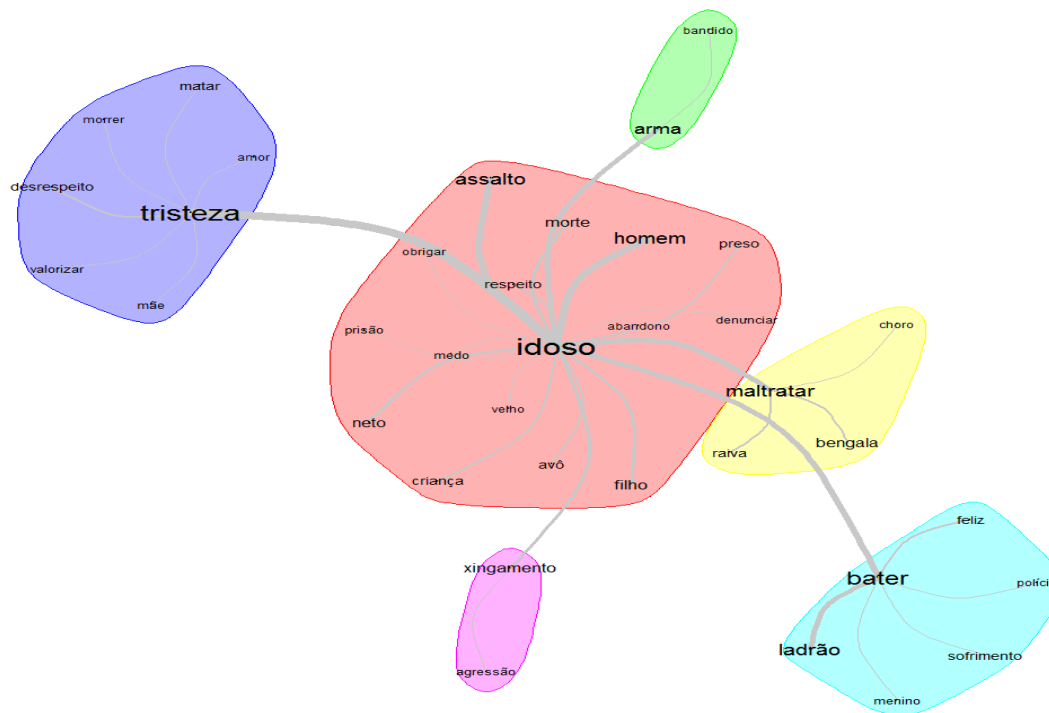 bandido
arma
matar
morrer
amor
desrespeito
tristeza
valorizar
mãe
assalto
morte
homem
preso
obrigar
respeito
prisão
abandono
denunciar
medo
idoso
velho
neto
criança
avô
filho
choro
maltratar
raiva
bengala
xingamento
agressão
feliz
bater
políci
ladrão
sofrimento
menino